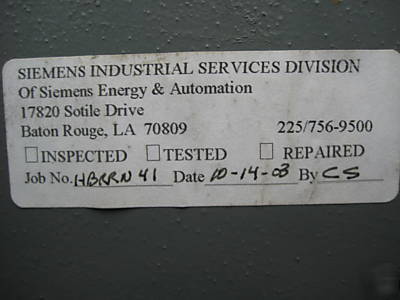 SIEMENS INDUSTRIAL SERVICES DIVISION
Of Siemens Energy & Automation
17820 Sotile Drive
Baton Rouge, LA 70809 225/756-9500
☐ INSPECTED ☐ TESTED ☐ REPAIRED
Job No. HBRRN 41 Date 10-14-03 By CS